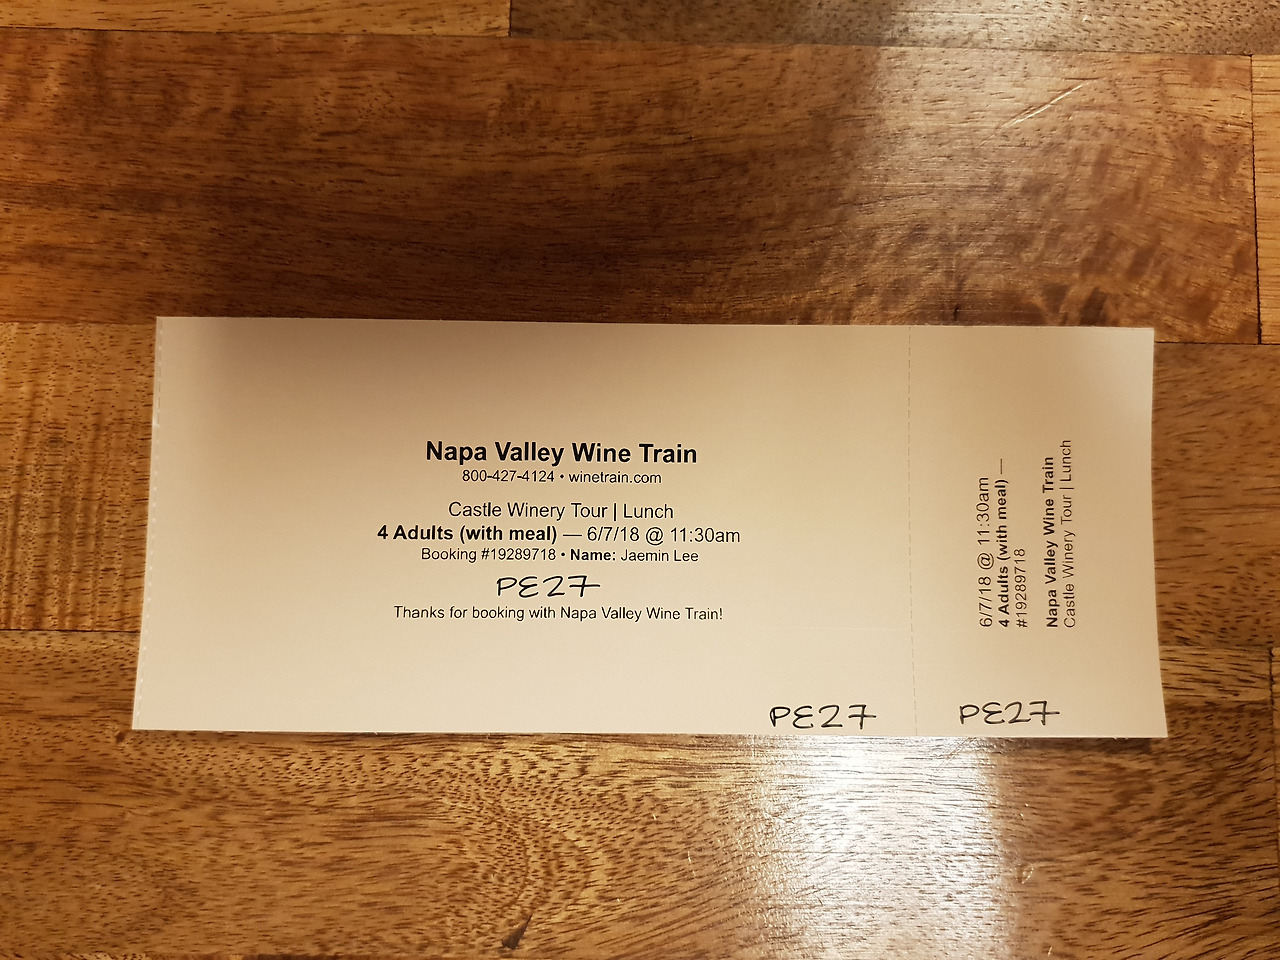 Napa Valley Wine Train
800-427-4124 • winetrain.com
Castle Winery Tour | Lunch
4 Adults (with meal) — 6/7/18 @ 11:30am
Booking #19289718 • Name: Jaemin Lee
PE27
Thanks for booking with Napa Valley Wine Train!
PE27
6/7/18 @ 11:30am
4 Adults (with meal) —
#19289718
Napa Valley Wine Train
Castle Winery Tour | Lunch
PE27